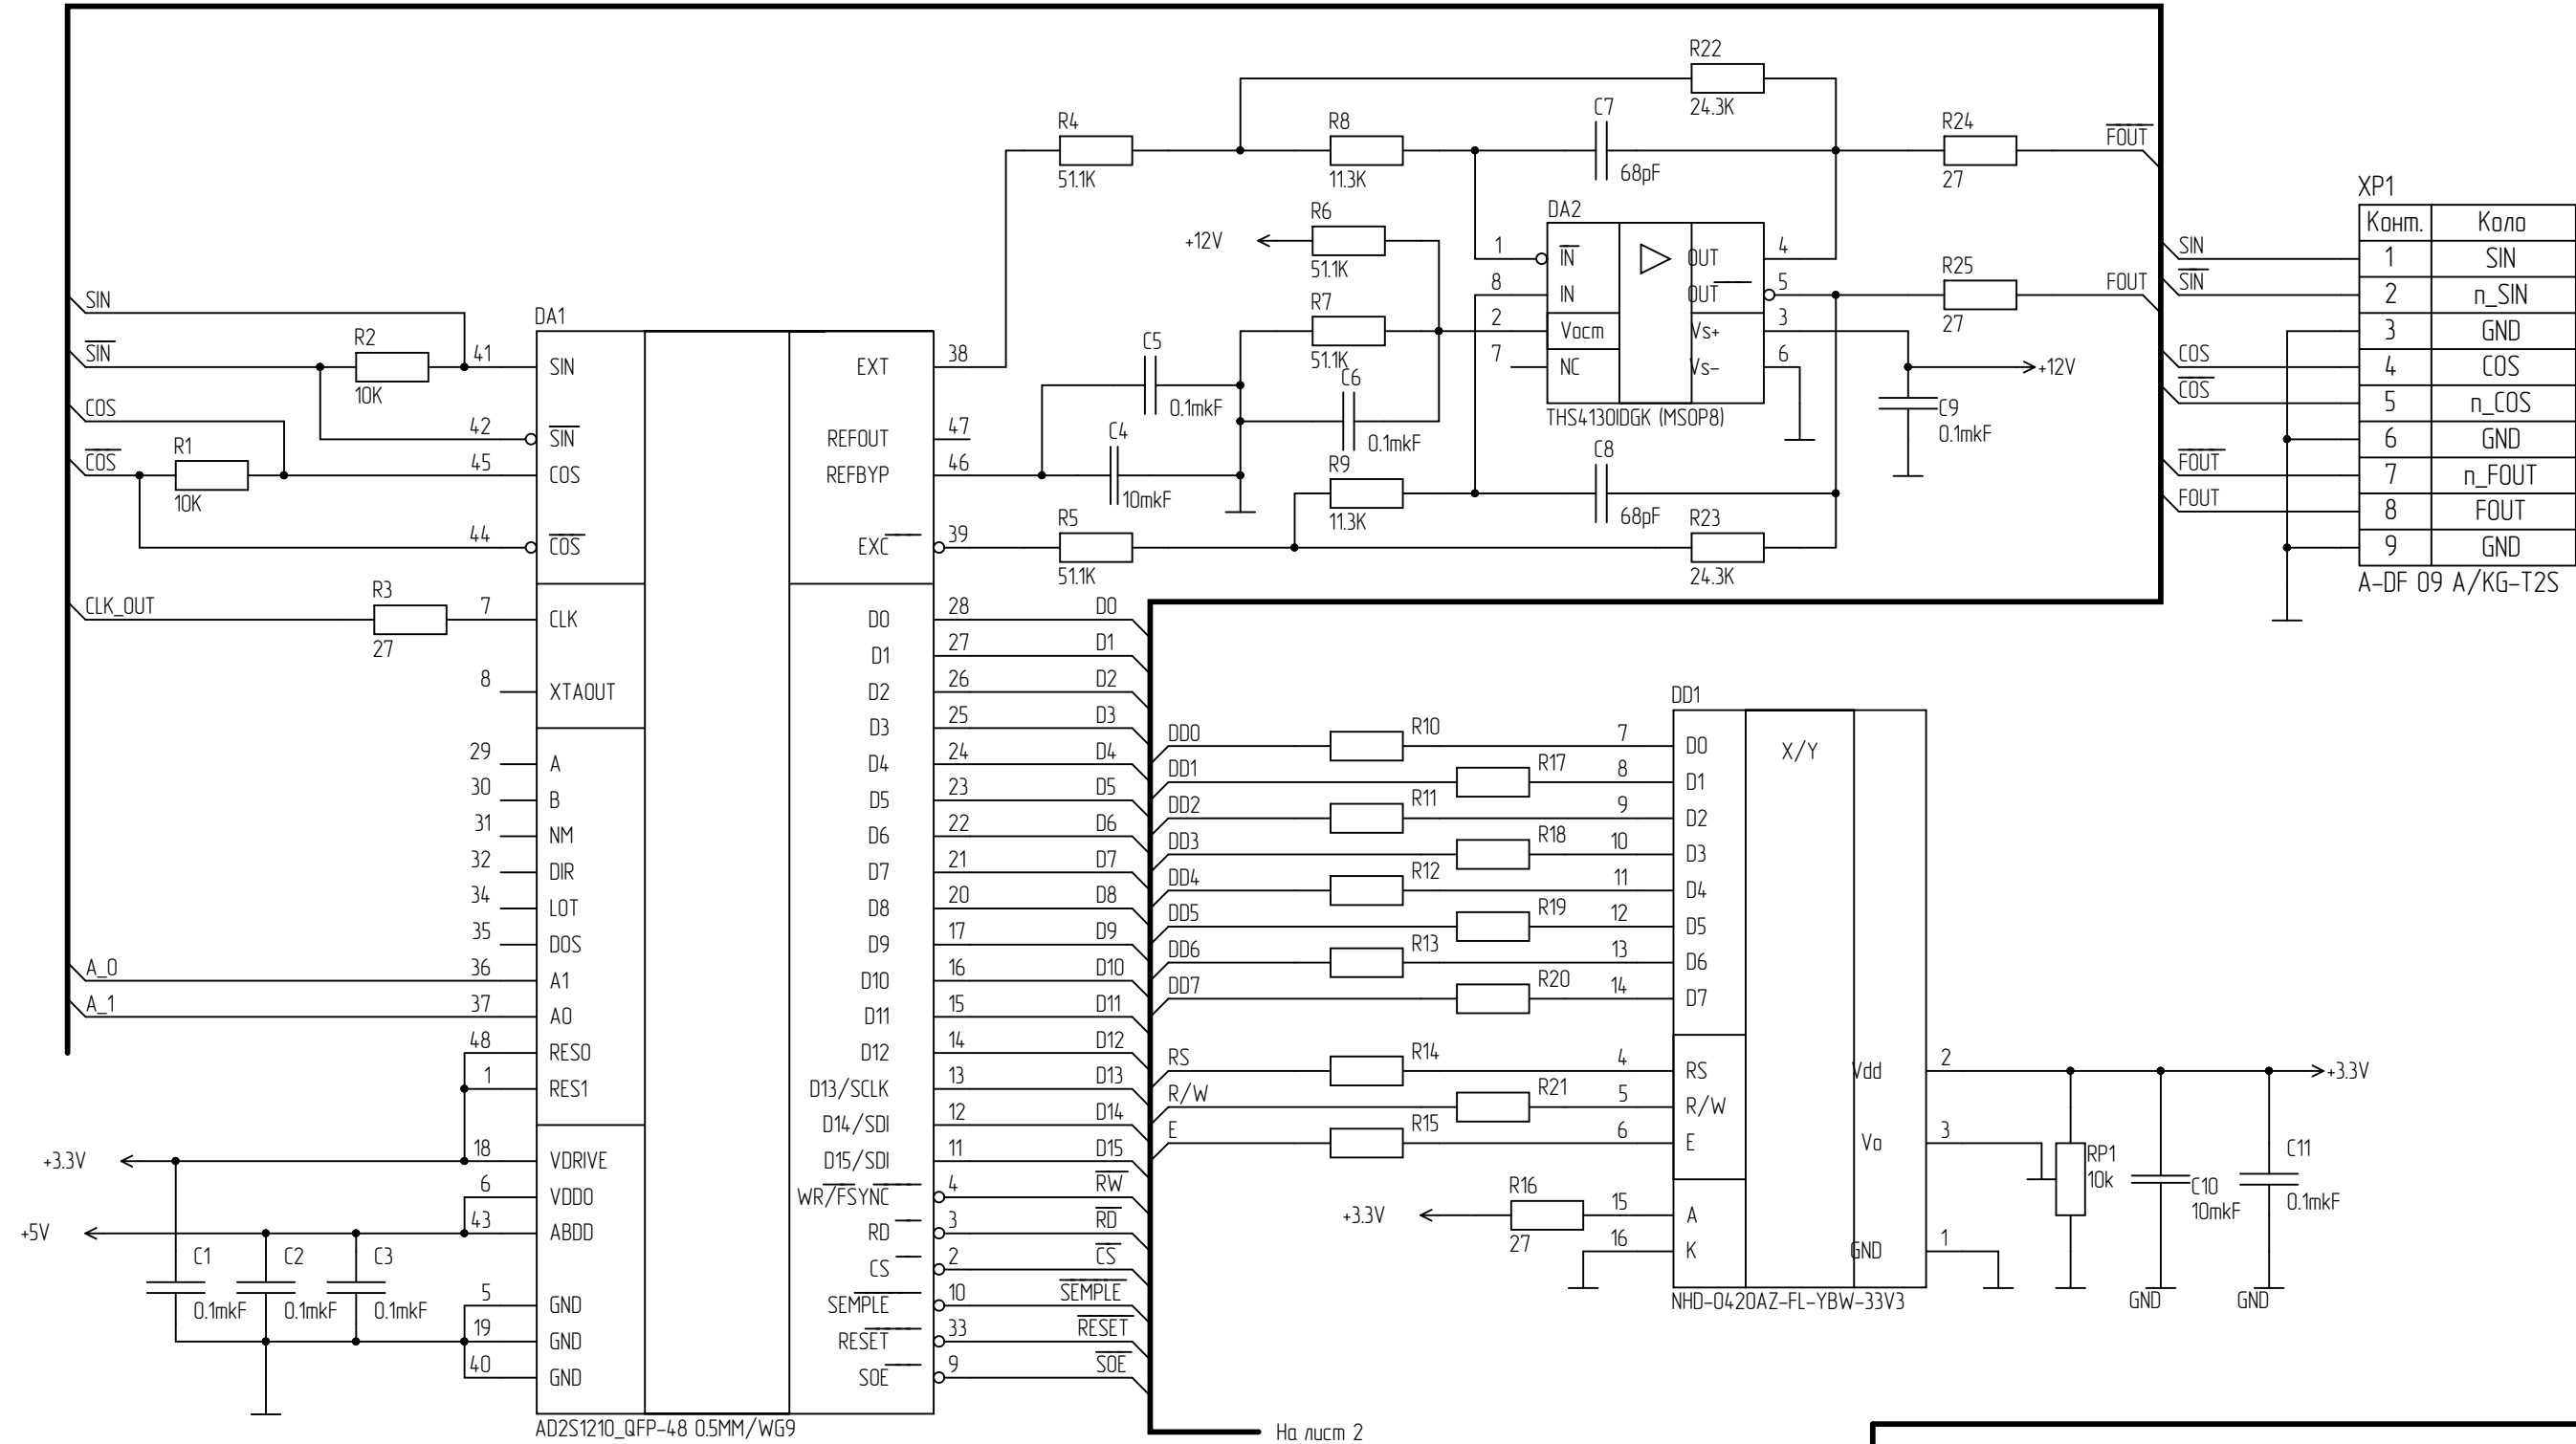 R22
24.3K
R4
51.1K
R8
11.3K
C7
68pF
R24
27
FOUT
XP1
Конт.
Коло
1
SIN
2
n_SIN
3
GND
4
COS
5
n_COS
6
GND
7
n_FOUT
8
FOUT
9
GND
A-DF 09 A/KG-T2S
SIN
SIN
COS
COS
FOUT
FOUT
R6
+12V
51.1K
R7
51.1K
DA2
1
IN
8
IN
2
Vocm
7
NC
OUT
4
OUT
5
Vs+
3
Vs-
6
THS4130IDGK (MSOP8)
R25
27
FOUT
+12V
C9
0.1mkF
C5
0.1mkF
C6
0.1mkF
C4
10mkF
R9
11.3K
C8
68pF
R5
51.1K
R23
24.3K
SIN
SIN
R2
10K
COS
COS
R1
10K
CLK_OUT
R3
27
A_0
A_1
+3.3V
+5V
C1
0.1mkF
C2
0.1mkF
C3
0.1mkF
DA1
41
SIN
42
SIN
45
COS
44
COS
7
CLK
8
XTAOUT
29
A
30
B
31
NM
32
DIR
34
LOT
35
DOS
36
A1
37
A0
48
RES0
1
RES1
18
VDRIVE
6
VDD0
43
ABDD
5
GND
19
GND
40
GND
EXT
38
REFOUT
47
REFBYP
46
EXC
39
D0
28
D0
D1
27
D1
D2
26
D2
D3
25
D3
D4
24
D4
D5
23
D5
D6
22
D6
D7
21
D7
D8
20
D8
D9
17
D9
D10
16
D10
D11
15
D11
D12
14
D12
D13/SCLK
13
D13
D14/SDI
12
D14
D15/SDI
11
D15
WR/FSYNC
4
RW
RD
3
RD
CS
2
CS
SEMPLE
10
SEMPLE
RESET
33
RESET
SOE
9
SOE
AD2S1210_QFP-48 0.5MM/WG9
На лист 2
DD1
X/Y
DD0
R10
7
D0
DD1
R17
8
D1
DD2
R11
9
D2
DD3
R18
10
D3
DD4
R12
11
D4
DD5
R19
12
D5
DD6
R13
13
D6
DD7
R20
14
D7
RS
R14
4
RS
R/W
R21
5
R/W
E
R15
6
E
+3.3V
R16
27
15
A
16
K
Vdd
2
Vo
3
GND
1
NHD-0420AZ-FL-YBW-33V3
+3.3V
RP1
10k
C10
10mkF
GND
C11
0.1mkF
GND